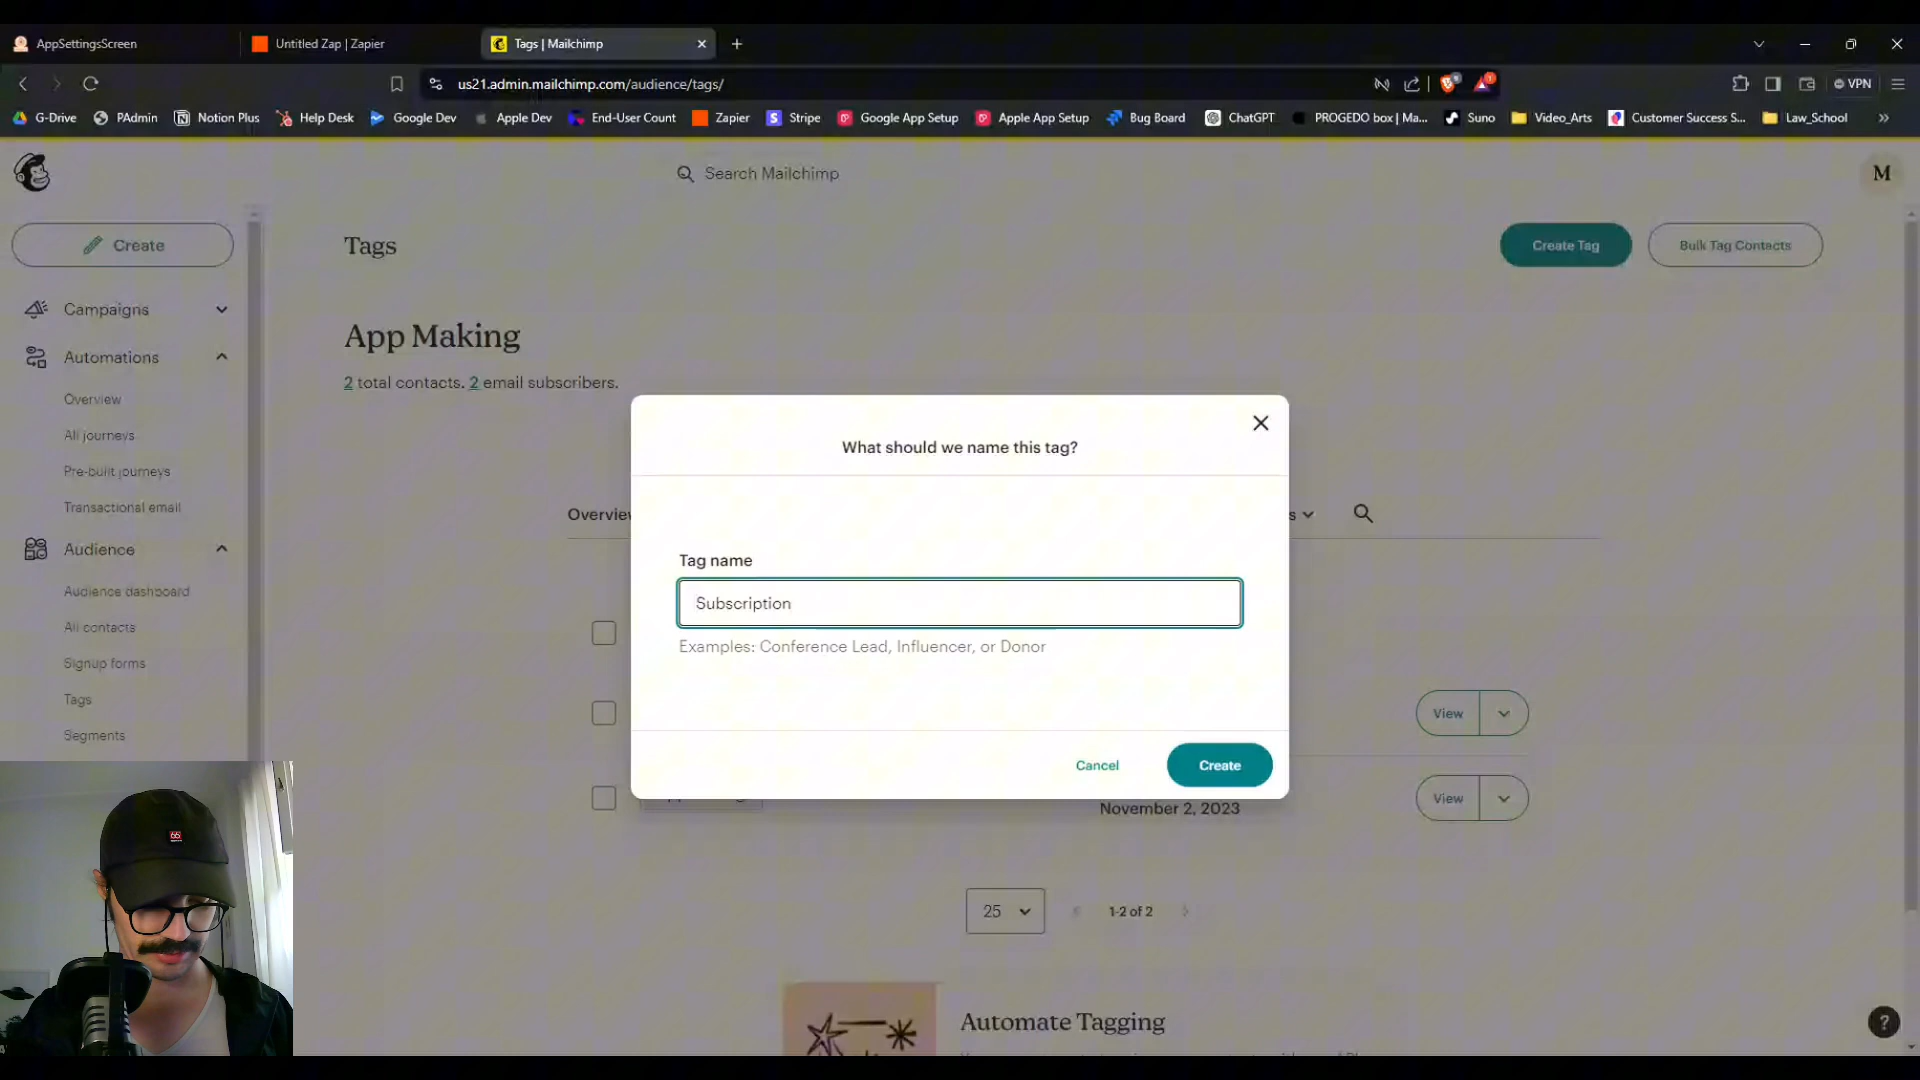 AppSettingsScreen
Untitled Zap | Zapier
Tags | Mailchimp
us21.admin.mailchimp.com/audience/tags/
VPN
G-Drive
PAdmin
Notion Plus
Help Desk
Google Dev
Apple Dev
End-User Count
Zapier
Stripe
Google App Setup
Apple App Setup
Bug Board
ChatGPT
PROGEDO box | Ma...
Suno
Video_Arts
Customer Success S...
Law_School
Search Mailchimp
M
Create
Tags
Create Tag
Bulk Tag Contacts
Campaigns
App Making
Automations
2 total contacts. 2 email subscribers.
Overview
All journeys
Pre-built journeys
Transactional email
Audience
Audience dashboard
All contacts
Signup forms
Tags
Segments
What should we name this tag?
Tag name
Subscription
Examples: Conference Lead, Influencer, or Donor
Cancel
Create
View
View
November 2, 2023
25
1-2 of 2
Automate Tagging